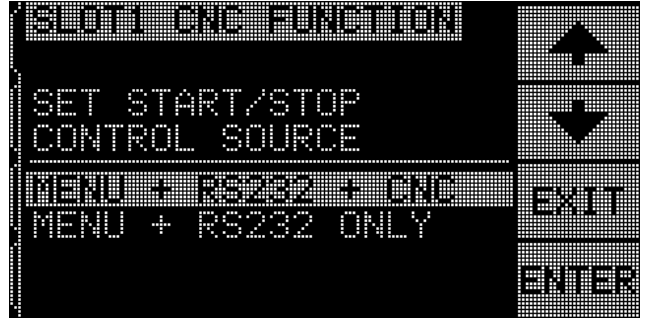 SLOT1 CNC FUNCTION
SET START/STOP
CONTROL SOURCE
MENU + RS232 + CNC
MENU + RS232 ONLY
EXIT
ENTER